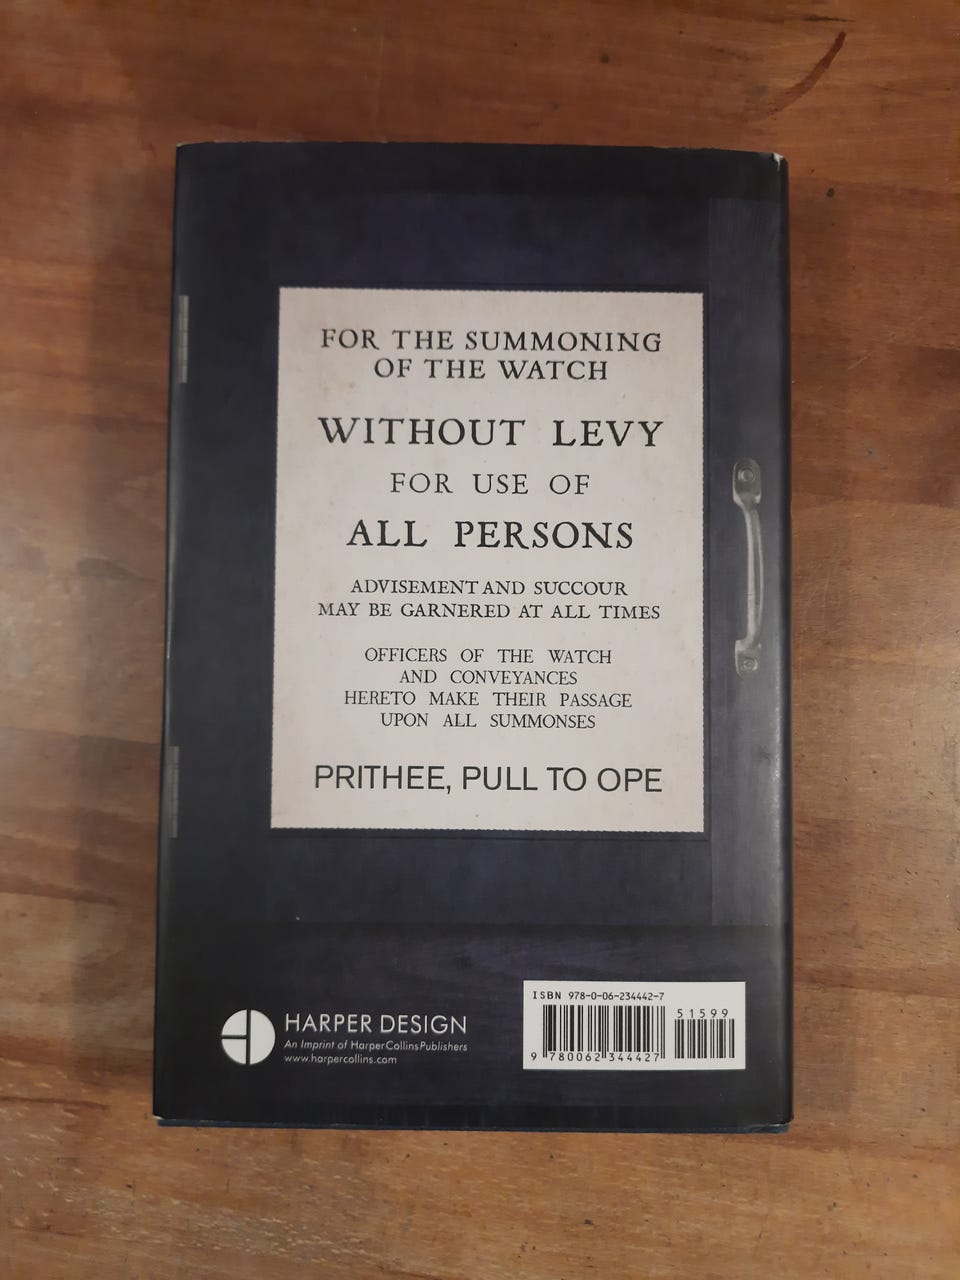 FOR THE SUMMONING
OF THE WATCH
WITHOUT LEVY
FOR USE OF
ALL PERSONS
ADVISEMENT AND SUCCOUR
MAY BE GARNERED AT ALL TIMES
OFFICERS OF THE WATCH
AND CONVEYANCES
HERETO MAKE THEIR PASSAGE
UPON ALL SUMMONSES
PRITHEE, PULL TO OPE
HARPER DESIGN
An Imprint of HarperCollinsPublishers
www.harpercollins.com
ISBN 978-0-06-234442-7
51599
9 780062 344427